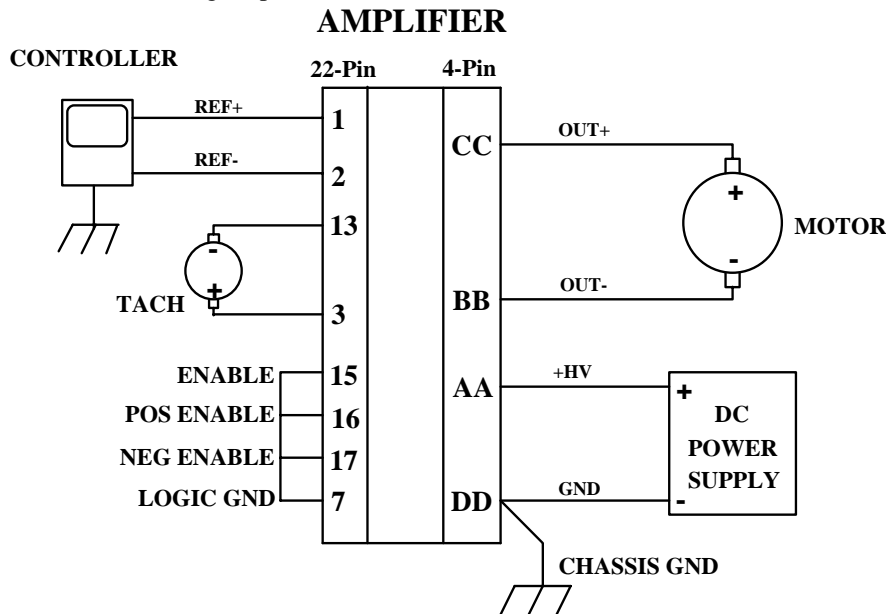 AMPLIFIER
CONTROLLER
22-Pin
4-Pin
REF+
1
REF-
2
13
-
+
TACH
3
ENABLE
15
POS ENABLE
16
NEG ENABLE
17
LOGIC GND
7
CC
OUT+
+
-
MOTOR
BB
OUT-
AA
+HV
+
DC
POWER
SUPPLY
-
DD
GND
CHASSIS GND